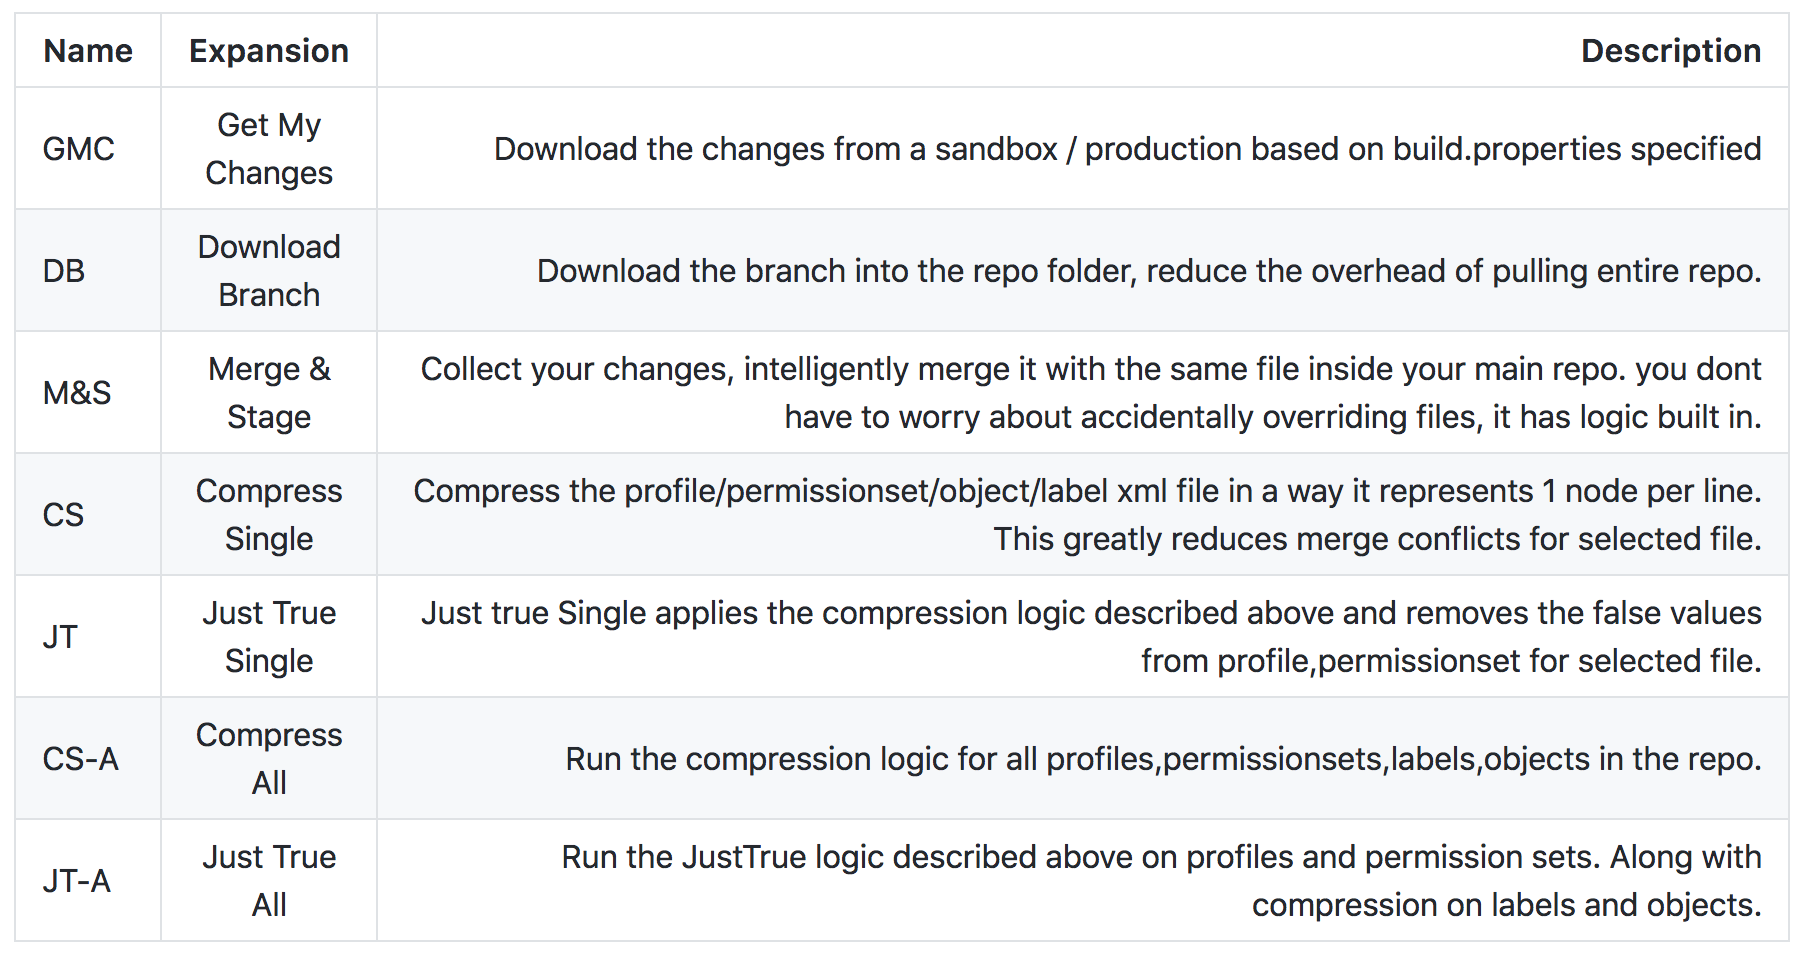 Name Expansion Description
GMC
Get My
Changes
Download the changes from a sandbox / production based on build.properties specified
DB
Download
Branch
Download the branch into the repo folder, reduce the overhead of pulling entire repo.
M&S
Merge &
Stage
Collect your changes, intelligently merge it with the same file inside your main repo. you dont
have to worry about accidentally overriding files, it has logic built in.
CS
Compress
Single
Compress the profile/permissionset/object/label xml file in a way it represents 1 node per line.
This greatly reduces merge conflicts for selected file.
JT
Just True
Single
Just true Single applies the compression logic described above and removes the false values
from profile,permissionset for selected file.
CS-A
Compress
All
Run the compression logic for all profiles,permissionsets,labels,objects in the repo.
JT-A
Just True
All
Run the JustTrue logic described above on profiles and permission sets. Along with
compression on labels and objects.